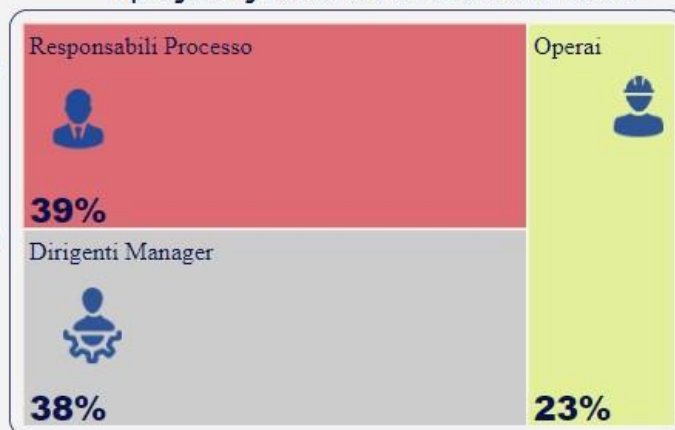 Responsabili Processo
39%
Dirigenti Manager
38%
Operai
23%